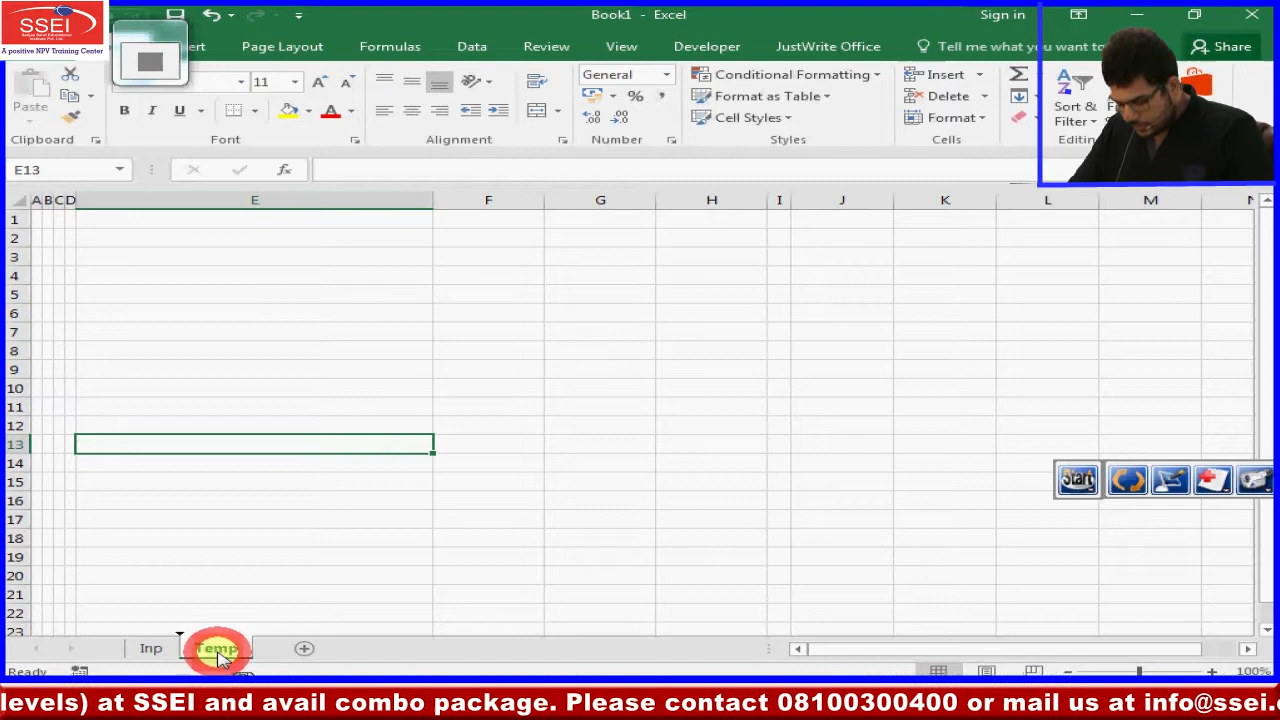 SSEI
A positive NPV Training Center
Book1 - Excel
Sign in
Page Layout
Formulas
Data
Review
View
Developer
JustWrite Office
Tell me what you want to
Share
Paste
11
B I U
A
General
%
Conditional Formatting
Format as Table
Cell Styles
Insert
Delete
Format
Sort &
Filter
Clipboard
Font
Alignment
Number
Styles
Cells
E13
fx
A B C D E F G H I J K L M N
1
2
3
4
5
6
7
8
9
10
11
12
13
14
15
16
17
18
19
20
21
22
23
Start
Inp
Temp
Ready
100%
levels) at SSEI and avail combo package. Please contact 08100300400 or mail us at info@ssei.